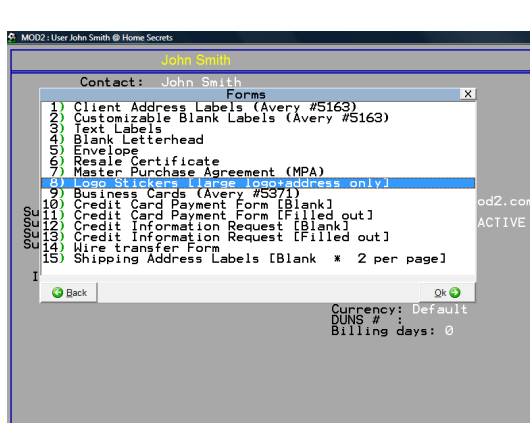 MOD2 : User John Smith @ Home Secrets
John Smith
Contact: John Smith
Forms
1) Client Address Labels (Avery #5163)
2) Customizable Blank Labels (Avery #5163)
3) Text Labels
4) Blank Letterhead
5) Envelope
6) Resale Certificate
7) Master Purchase Agreement (MPA)
8) Logo Stickers [large logo+address only]
9) Business Cards (Avery #5371)
10) Credit Card Payment Form [Blank]
11) Credit Card Payment Form [Filled out]
12) Credit Information Request [Blank]
13) Credit Information Request [Filled out]
14) Wire transfer Form
15) Shipping Address Labels [Blank * 2 per page]
od2.com
ACTIVE
Su
Su
Su
Su
I
Back
Ok
Currency: Default
DUNS # :
Billing days: 0